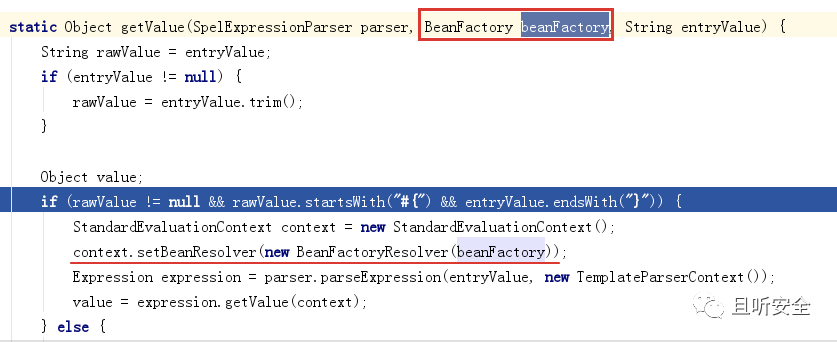 static Object getValue(SpelExpressionParser parser, BeanFactory beanFactory, String entryValue) {
    String rawValue = entryValue;
    if (entryValue != null) {
        rawValue = entryValue.trim();
    }
    Object value;
    if (rawValue != null && rawValue.startsWith("#{") && entryValue.endsWith("}")) {
        StandardEvaluationContext context = new StandardEvaluationContext();
        context.setBeanResolver(new BeanFactoryResolver(beanFactory));
        Expression expression = parser.parseExpression(entryValue, new TemplateParserContext());
        value = expression.getValue(context);
    } else {
且听安全